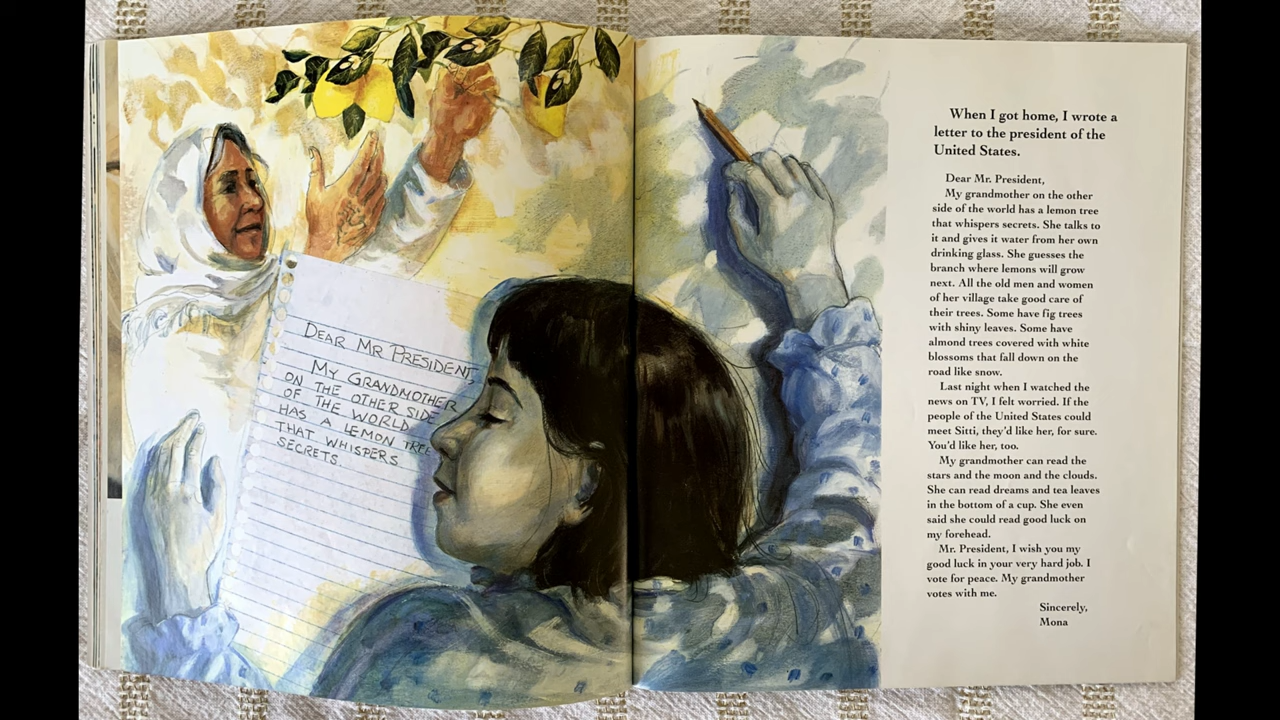 DEAR MR PRESIDENT,
MY GRANDMOTHER
ON THE OTHER SIDE
OF THE WORLD
HAS A LEMON TREE
THAT WHISPERS
SECRETS.
When I got home, I wrote a
letter to the president of the
United States.
Dear Mr. President,
My grandmother on the other
side of the world has a lemon tree
that whispers secrets. She talks to
it and gives it water from her own
drinking glass. She guesses the
branch where lemons will grow
next. All the old men and women
of her village take good care of
their trees. Some have fig trees
with shiny leaves. Some have
almond trees covered with white
blossoms that fall down on the
road like snow.
Last night when I watched the
news on TV, I felt worried. If the
people of the United States could
meet Sitti, they'd like her, for sure.
You'd like her, too.
My grandmother can read the
stars and the moon and the clouds.
She can read dreams and tea leaves
in the bottom of a cup. She even
said she could read good luck on
my forehead.
Mr. President, I wish you my
good luck in your very hard job. I
vote for peace. My grandmother
votes with me.
Sincerely,
Mona